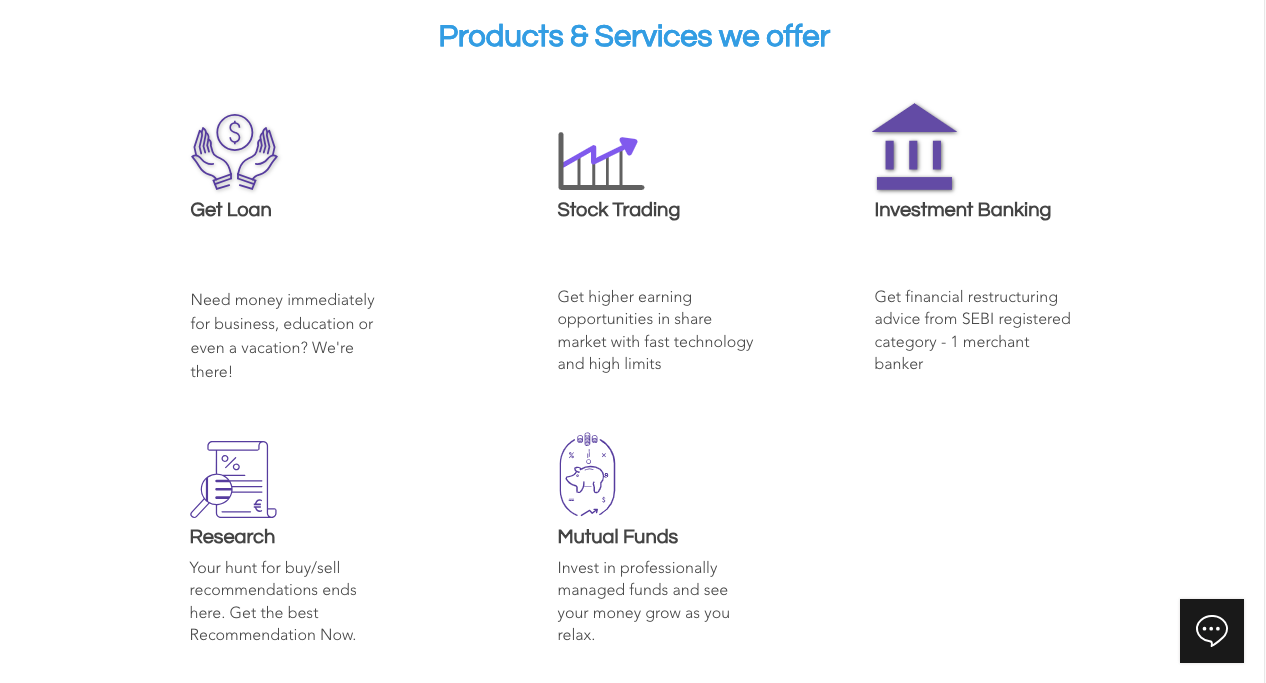 Products & Services we offer
Get Loan
Need money immediately
for business, education or
even a vacation? We're
there!
Stock Trading
Get higher earning
opportunities in share
market with fast technology
and high limits
Investment Banking
Get financial restructuring
advice from SEBI registered
category - 1 merchant
banker
Research
Your hunt for buy/sell
recommendations ends
here. Get the best
Recommendation Now.
Mutual Funds
Invest in professionally
managed funds and see
your money grow as you
relax.